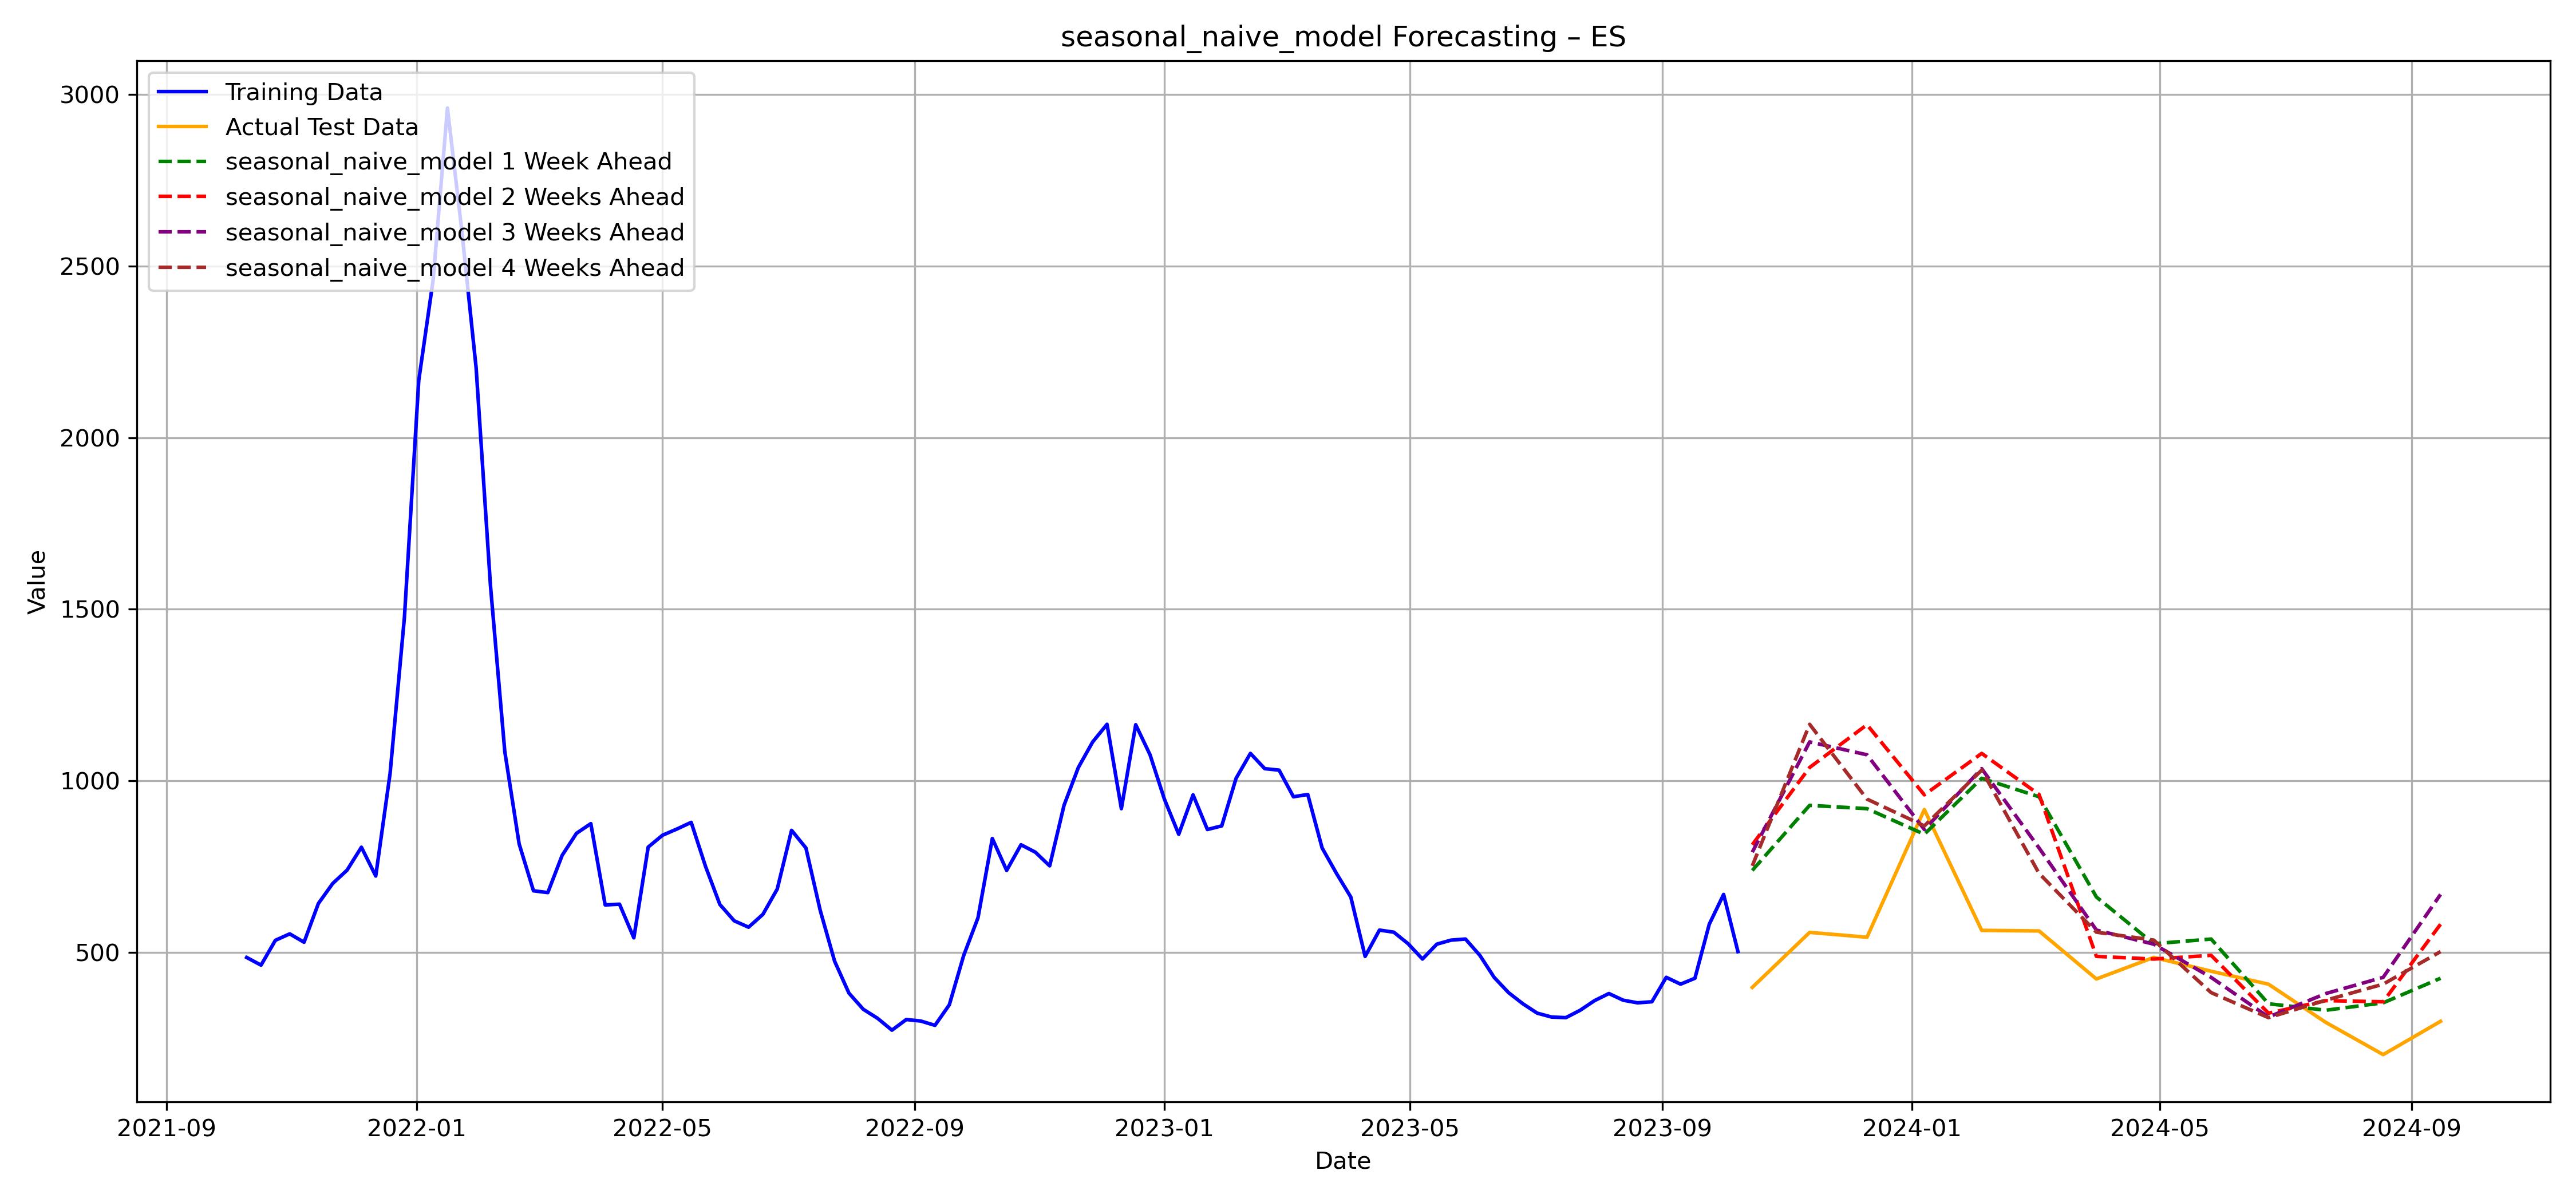 seasonal_naive_model Forecasting – ES
Training Data
Actual Test Data
seasonal_naive_model 1 Week Ahead
seasonal_naive_model 2 Weeks Ahead
seasonal_naive_model 3 Weeks Ahead
seasonal_naive_model 4 Weeks Ahead
3000
2500
2000
1500
1000
500
Value
2021-09 2022-01 2022-05 2022-09 2023-01 2023-05 2023-09 2024-01 2024-05 2024-09
Date